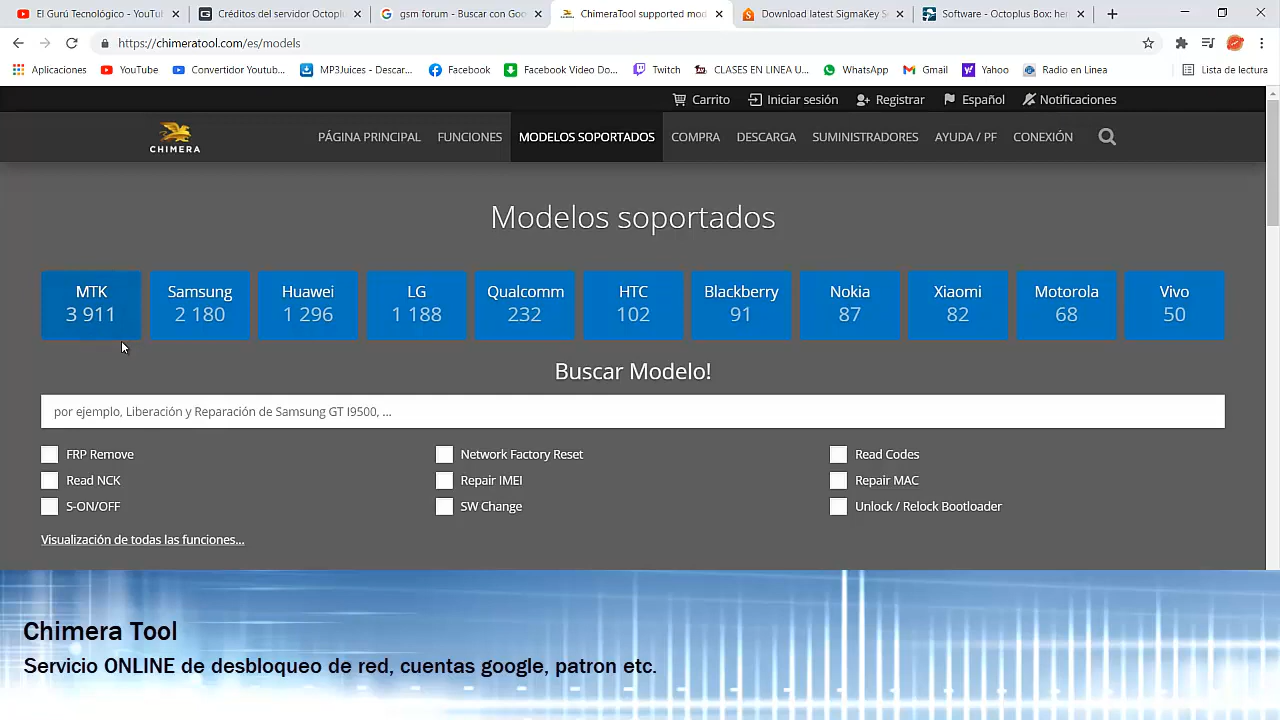 El Gurú Tecnológico - YouTu
Créditos del servidor Octopl
gsm forum - Buscar con Goo
ChimeraTool supported mod
Download latest SigmaKey S
Software - Octoplus Box: her
https://chimeratool.com/es/models
Aplicaciones
YouTube
Convertidor Youtub...
MP3Juices - Descar...
Facebook
Facebook Video Do...
Twitch
CLASES EN LINEA U...
WhatsApp
Gmail
Yahoo
Radio en Linea
Lista de lectura
Carrito
Iniciar sesión
Registrar
Español
Notificaciones
CHIMERA
PÁGINA PRINCIPAL
FUNCIONES
MODELOS SOPORTADOS
COMPRA
DESCARGA
SUMINISTRADORES
AYUDA / PF
CONEXIÓN
Modelos soportados
MTK
3 911
Samsung
2 180
Huawei
1 296
LG
1 188
Qualcomm
232
HTC
102
Blackberry
91
Nokia
87
Xiaomi
82
Motorola
68
Vivo
50
Buscar Modelo!
por ejemplo, Liberación y Reparación de Samsung GT I9500, ...
FRP Remove
Network Factory Reset
Read Codes
Read NCK
Repair IMEI
Repair MAC
S-ON/OFF
SW Change
Unlock / Relock Bootloader
Visualización de todas las funciones...
Chimera Tool
Servicio ONLINE de desbloqueo de red, cuentas google, patron etc.